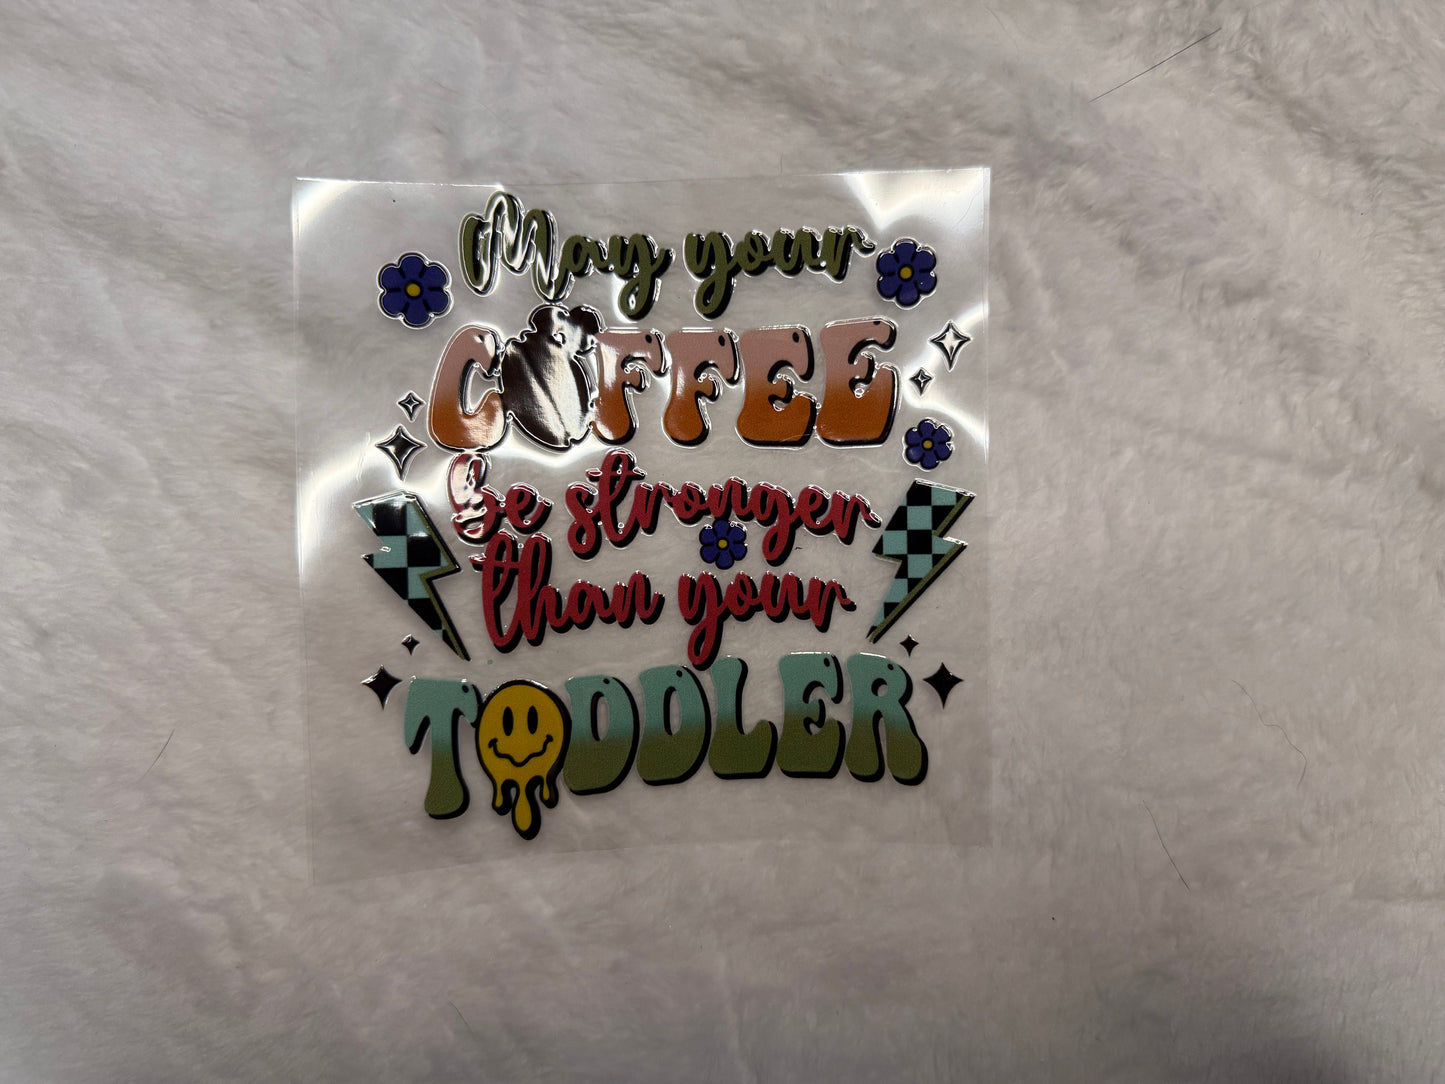 May your
COFFEE
be stronger
than your
TODDLER